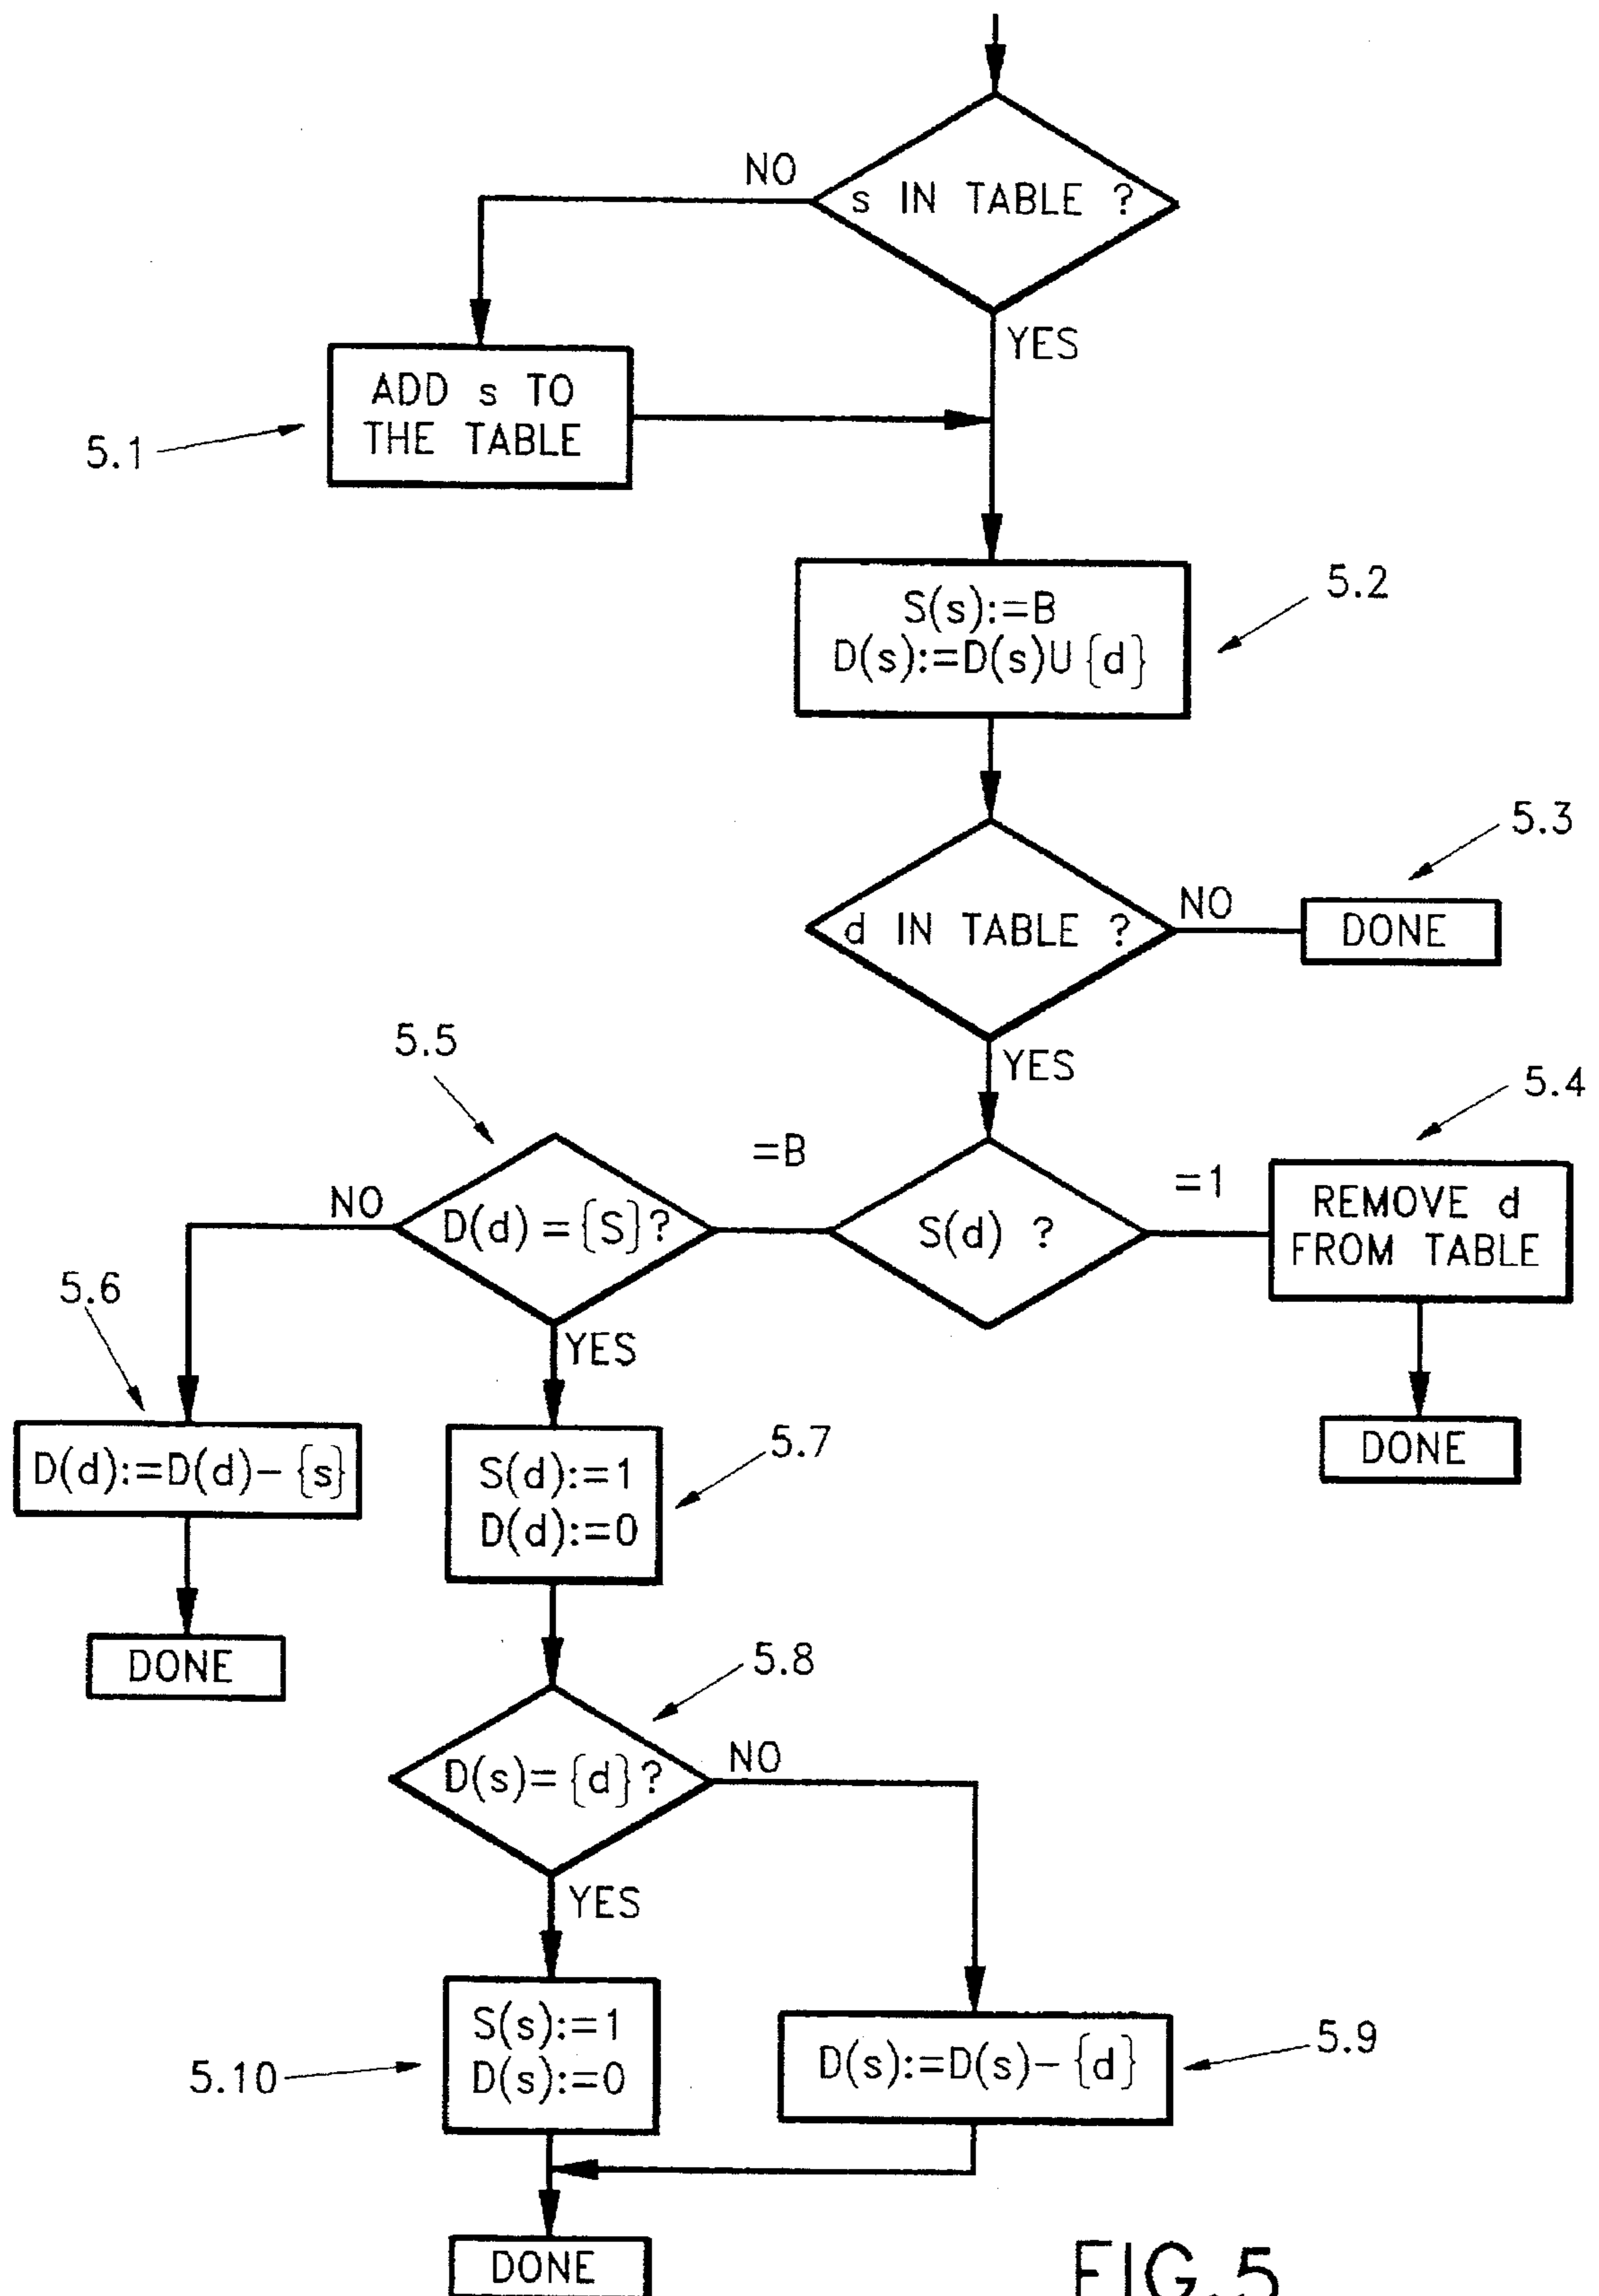 NO
s IN TABLE ?
YES
ADD s TO
THE TABLE
5.1
5.2
S(s):=B
D(s):=D(s)U{d}
5.3
d IN TABLE ?
NO
DONE
YES
5.5
5.4
=B
=1
NO
D(d)={S}?
S(d) ?
REMOVE d
FROM TABLE
5.6
YES
5.7
DONE
D(d):=D(d)-{s}
S(d):=1
D(d):=0
DONE
5.8
D(s)={d}?
NO
YES
5.9
S(s):=1
D(s):=0
5.10
D(s):=D(s)-{d}
DONE
FIG.5